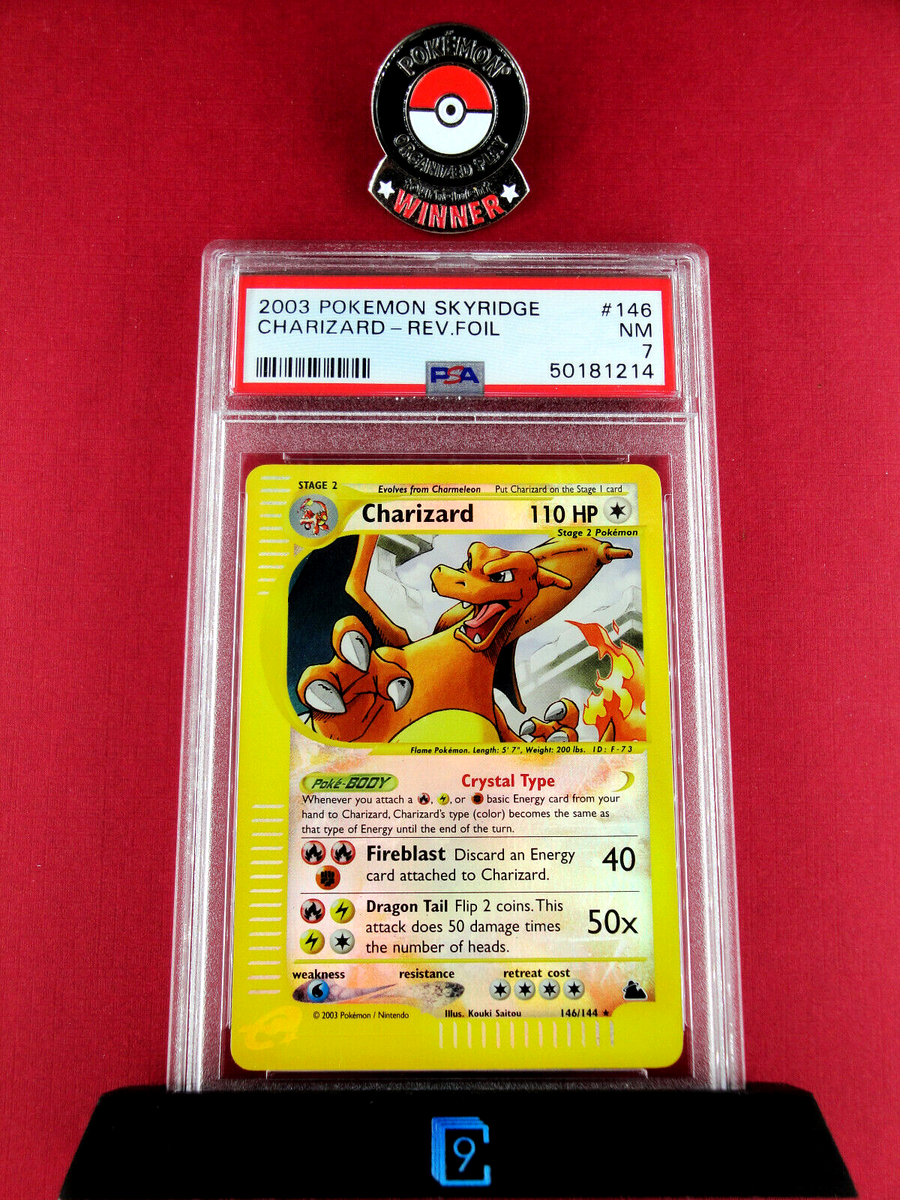 POKÉMON
ORGANIZED PLAY
Tournament
WINNER
2003 POKEMON SKYRIDGE #146
CHARIZARD – REV.FOIL NM
7
PSA 50181214
STAGE 2 Evolves from Charmeleon Put Charizard on the Stage 1 card
Charizard 110 HP
Stage 2 Pokémon
Flame Pokémon. Length: 5' 7", Weight: 200 lbs. ID: F-73
Poké-BODY Crystal Type
Whenever you attach a , , or basic Energy card from your
hand to Charizard, Charizard's type (color) becomes the same as
that type of Energy until the end of the turn.
Fireblast Discard an Energy 40
card attached to Charizard.
Dragon Tail Flip 2 coins. This 50x
attack does 50 damage times
the number of heads.
weakness resistance retreat cost
© 2003 Pokémon / Nintendo Illus. Kouki Saitou 146/144 ★
e
C9